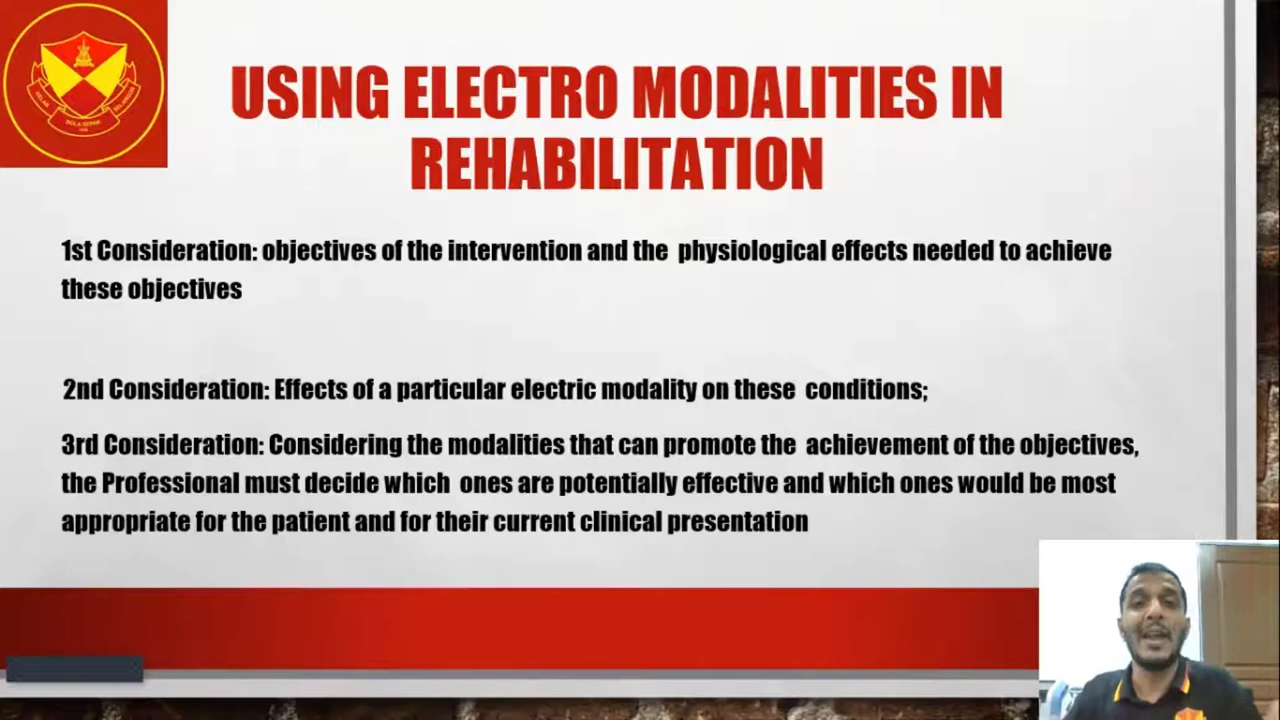 USING ELECTRO MODALITIES IN
REHABILITATION
1st Consideration: objectives of the intervention and the physiological effects needed to achieve
these objectives
2nd Consideration: Effects of a particular electric modality on these conditions;
3rd Consideration: Considering the modalities that can promote the achievement of the objectives,
the Professional must decide which ones are potentially effective and which ones would be most
appropriate for the patient and for their current clinical presentation
BOLA SEPAK